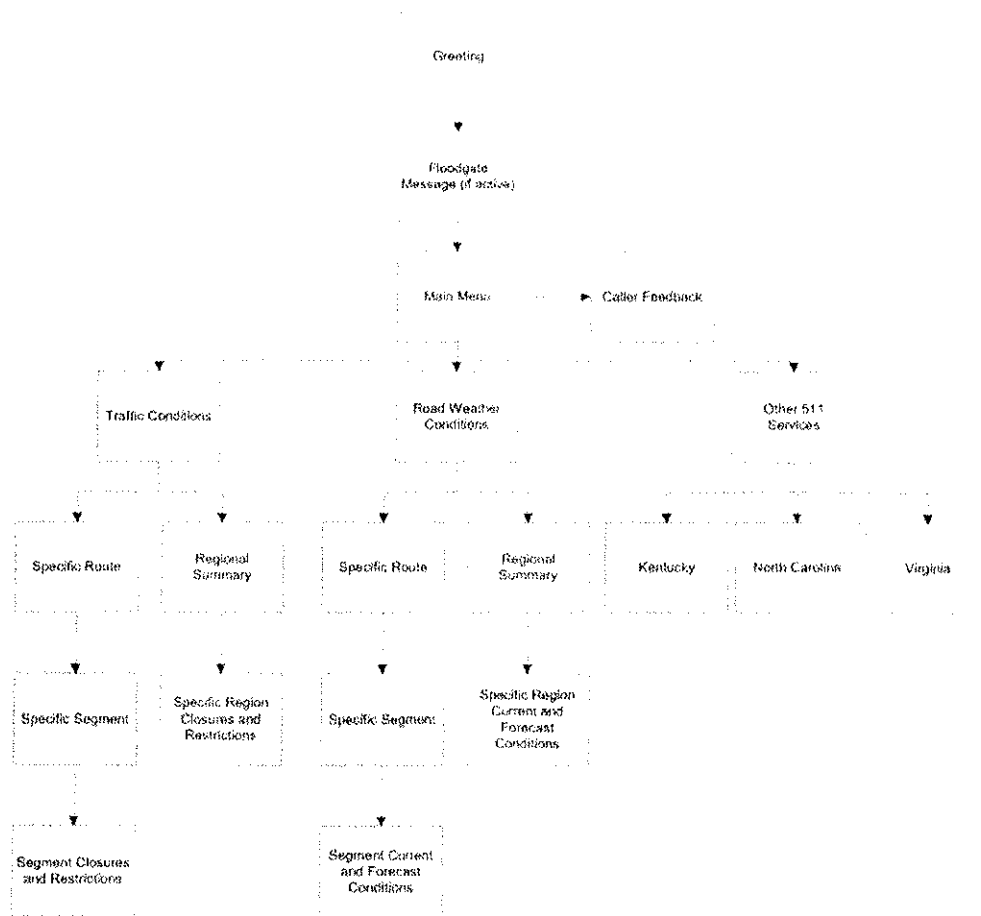 Greeting
Floodgate
Message (if active)
Main Menu
Caller Feedback
Traffic Conditions
Road Weather
Conditions
Other 511
Services
Specific Route
Regional
Summary
Specific Route
Regional
Summary
Kentucky
North Carolina
Virginia
Specific Segment
Specific Region
Closures and
Restrictions
Specific Segment
Specific Region
Current and
Forecast
Conditions
Segment Closures
and Restrictions
Segment Current
and Forecast
Conditions